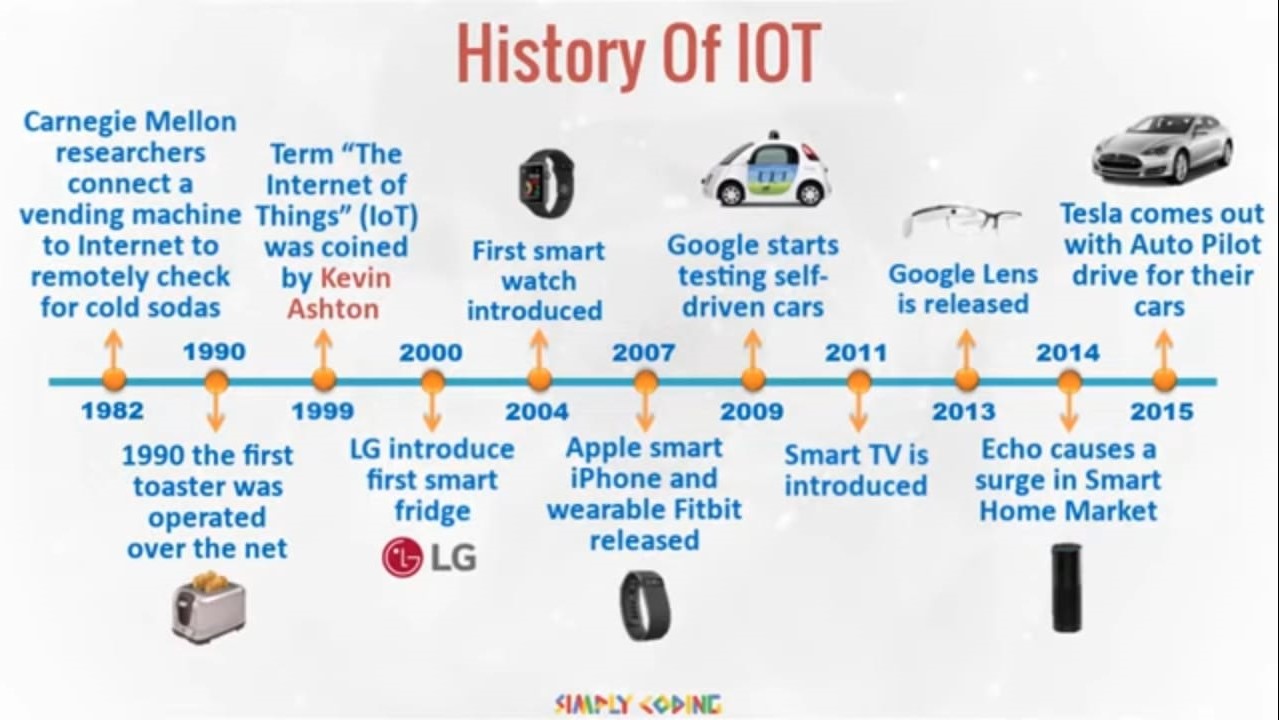 History Of IOT
Carnegie Mellon
researchers
connect a
vending machine
to Internet to
remotely check
for cold sodas
1982
1990
1990 the first
toaster was
operated
over the net
Term “The
Internet of
Things” (IoT)
was coined
by Kevin
Ashton
1999
2000
LG introduce
first smart
fridge
LG
First smart
watch
introduced
2004
2007
Apple smart
iPhone and
wearable Fitbit
released
Google starts
testing self-
driven cars
2009
2011
Smart TV is
introduced
Google Lens
is released
2013
2014
Echo causes a
surge in Smart
Home Market
Tesla comes out
with Auto Pilot
drive for their
cars
2015
SIMPLY CODING